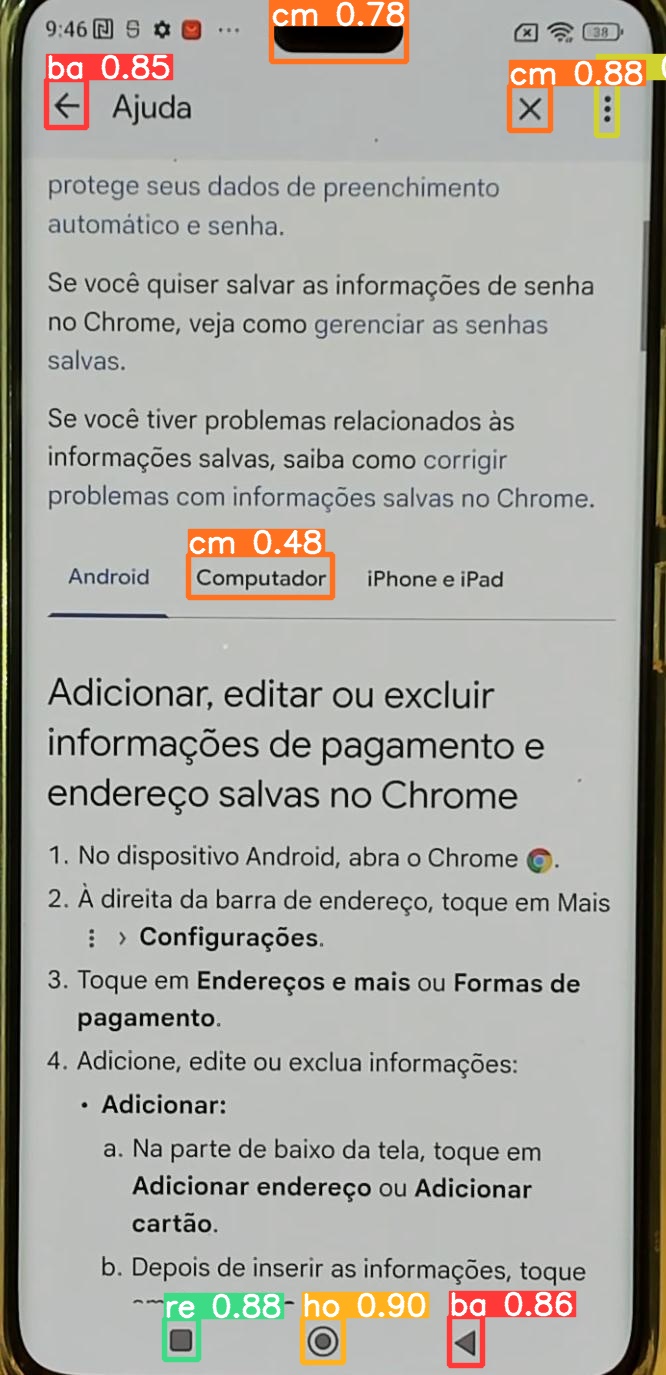 cm 0.78
9:46
38
ba 0.85
cm 0.88
Ajuda
protege seus dados de preenchimento
automático e senha.
Se você quiser salvar as informações de senha
no Chrome, veja como gerenciar as senhas
salvas.
Se você tiver problemas relacionados às
informações salvas, saiba como corrigir
problemas com informações salvas no Chrome.
cm 0.48
Android Computador iPhone e iPad
Adicionar, editar ou excluir
informações de pagamento e
endereço salvas no Chrome
1. No dispositivo Android, abra o Chrome .
2. À direita da barra de endereço, toque em Mais
⋮ › Configurações.
3. Toque em Endereços e mais ou Formas de
pagamento.
4. Adicione, edite ou exclua informações:
• Adicionar:
a. Na parte de baixo da tela, toque em
Adicionar endereço ou Adicionar
cartão.
b. Depois de inserir as informações, toque
re 0.88 ho 0.90 ba 0.86